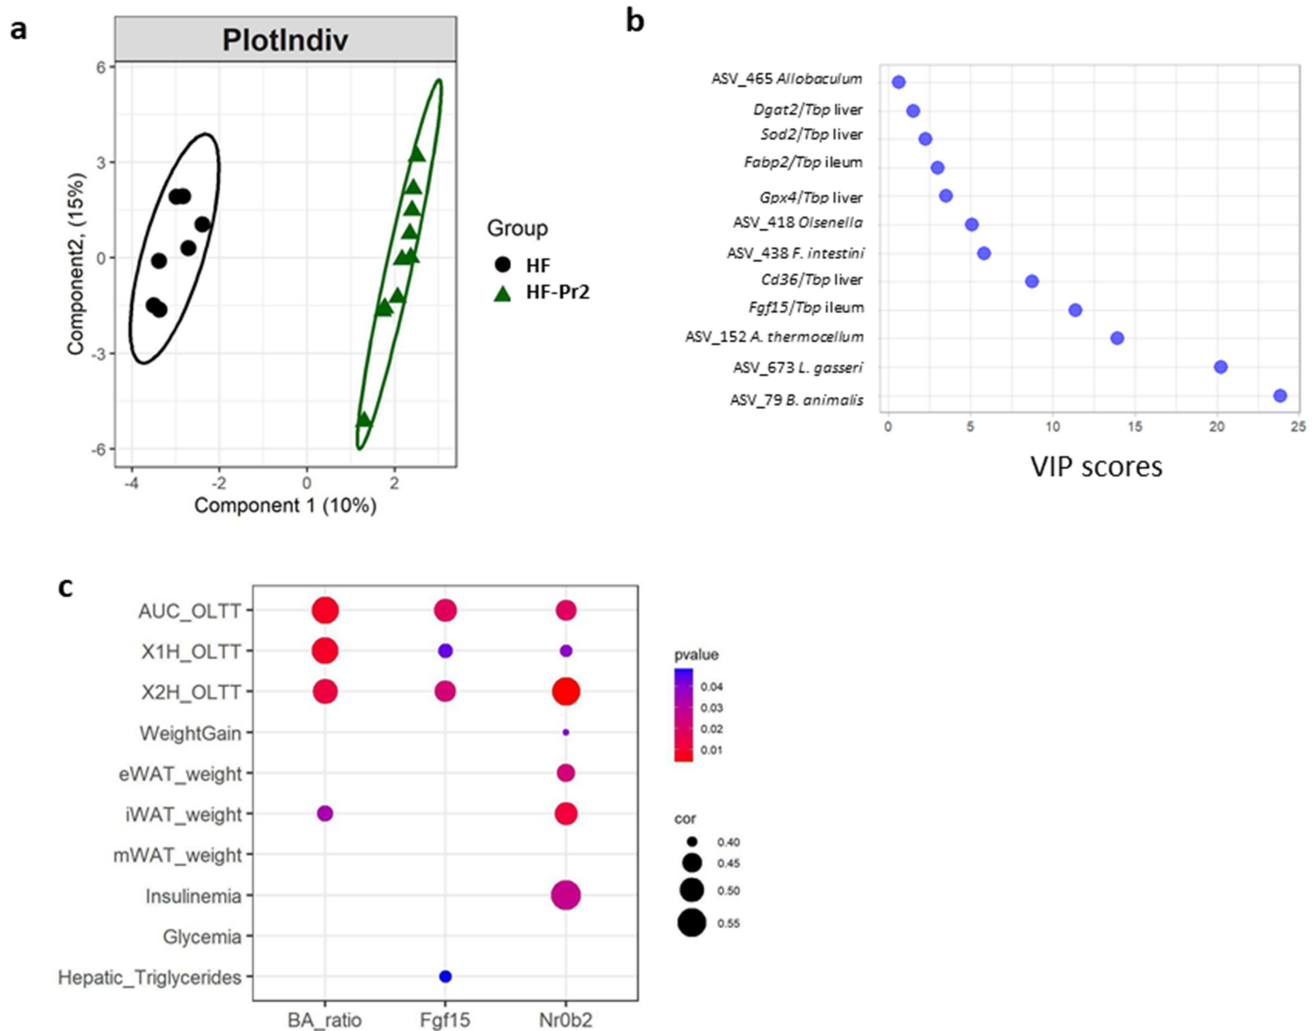 a
PlotIndiv
6
3
0
-3
-6
Component2, (15%)
-4
-2
0
2
Component 1 (10%)
Group
HF
HF-Pr2
b
ASV_465 Allobaculum
Dgat2/Tbp liver
Sod2/Tbp liver
Fabp2/Tbp ileum
Gpx4/Tbp liver
ASV_418 Olsenella
ASV_438 F. intestini
Cd36/Tbp liver
Fgf15/Tbp ileum
ASV_152 A. thermocellum
ASV_673 L. gasseri
ASV_79 B. animalis
0
5
10
15
20
25
VIP scores
c
AUC_OLTT
X1H_OLTT
X2H_OLTT
WeightGain
eWAT_weight
iWAT_weight
mWAT_weight
Insulinemia
Glycemia
Hepatic_Triglycerides
BA_ratio
Fgf15
Nr0b2
pvalue
0.04
0.03
0.02
0.01
cor
0.40
0.45
0.50
0.55